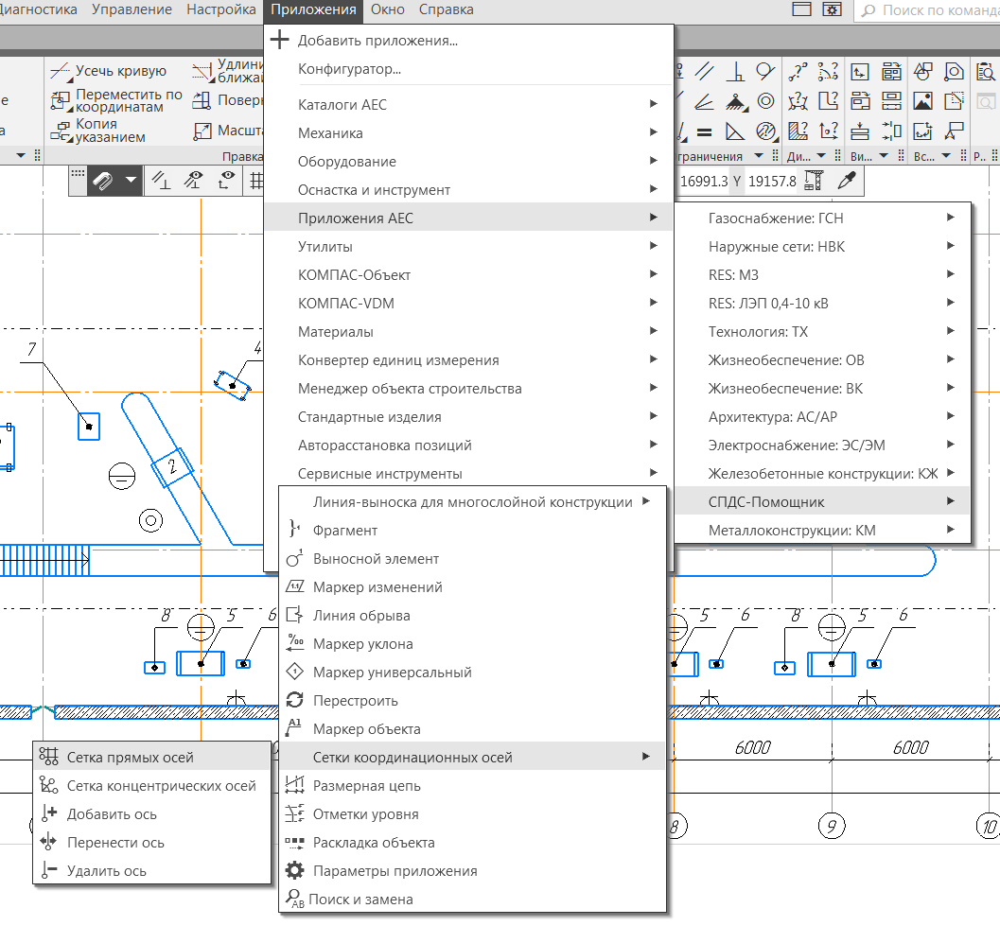 Диагностика Управление Настройка Приложения Окно Справка
Поиск по команда
Усечь кривую
Удлини
ближай
Переместить по
координатам
Поверн
Копия
указанием
Масшта
Правка
Добавить приложения...
Конфигуратор...
Каталоги АЕС
Механика
Оборудование
Оснастка и инструмент
Приложения АЕС
Утилиты
КОМПАС-Объект
КОМПАС-VDM
Материалы
Конвертер единиц измерения
Менеджер объекта строительства
Стандартные изделия
Авторасстановка позиций
Сервисные инструменты
раничения Ди... Ви... Вс... Р...
16991.3 Y 19157.8
Газоснабжение: ГСН
Наружные сети: НВК
RES: МЗ
RES: ЛЭП 0,4-10 кВ
Технология: ТХ
Жизнеобеспечение: ОВ
Жизнеобеспечение: ВК
Архитектура: АС/АР
Электроснабжение: ЭС/ЭМ
Железобетонные конструкции: КЖ
СПДС-Помощник
Металлоконструкции: КМ
Линия-выноска для многослойной конструкции
Фрагмент
Выносной элемент
Маркер изменений
Линия обрыва
Маркер уклона
Маркер универсальный
Перестроить
Маркер объекта
Сетки координационных осей
Размерная цепь
Отметки уровня
Раскладка объекта
Параметры приложения
Поиск и замена
Сетка прямых осей
Сетка концентрических осей
Добавить ось
Перенести ось
Удалить ось
7
4
2
8 5 6
5 6 8 5 6
6000 6000
8 9 10